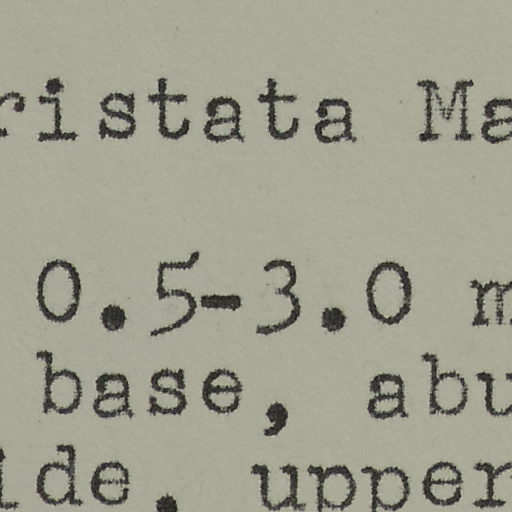 ristata Ma
0.5-3.0 m
base, abu
ide. upper